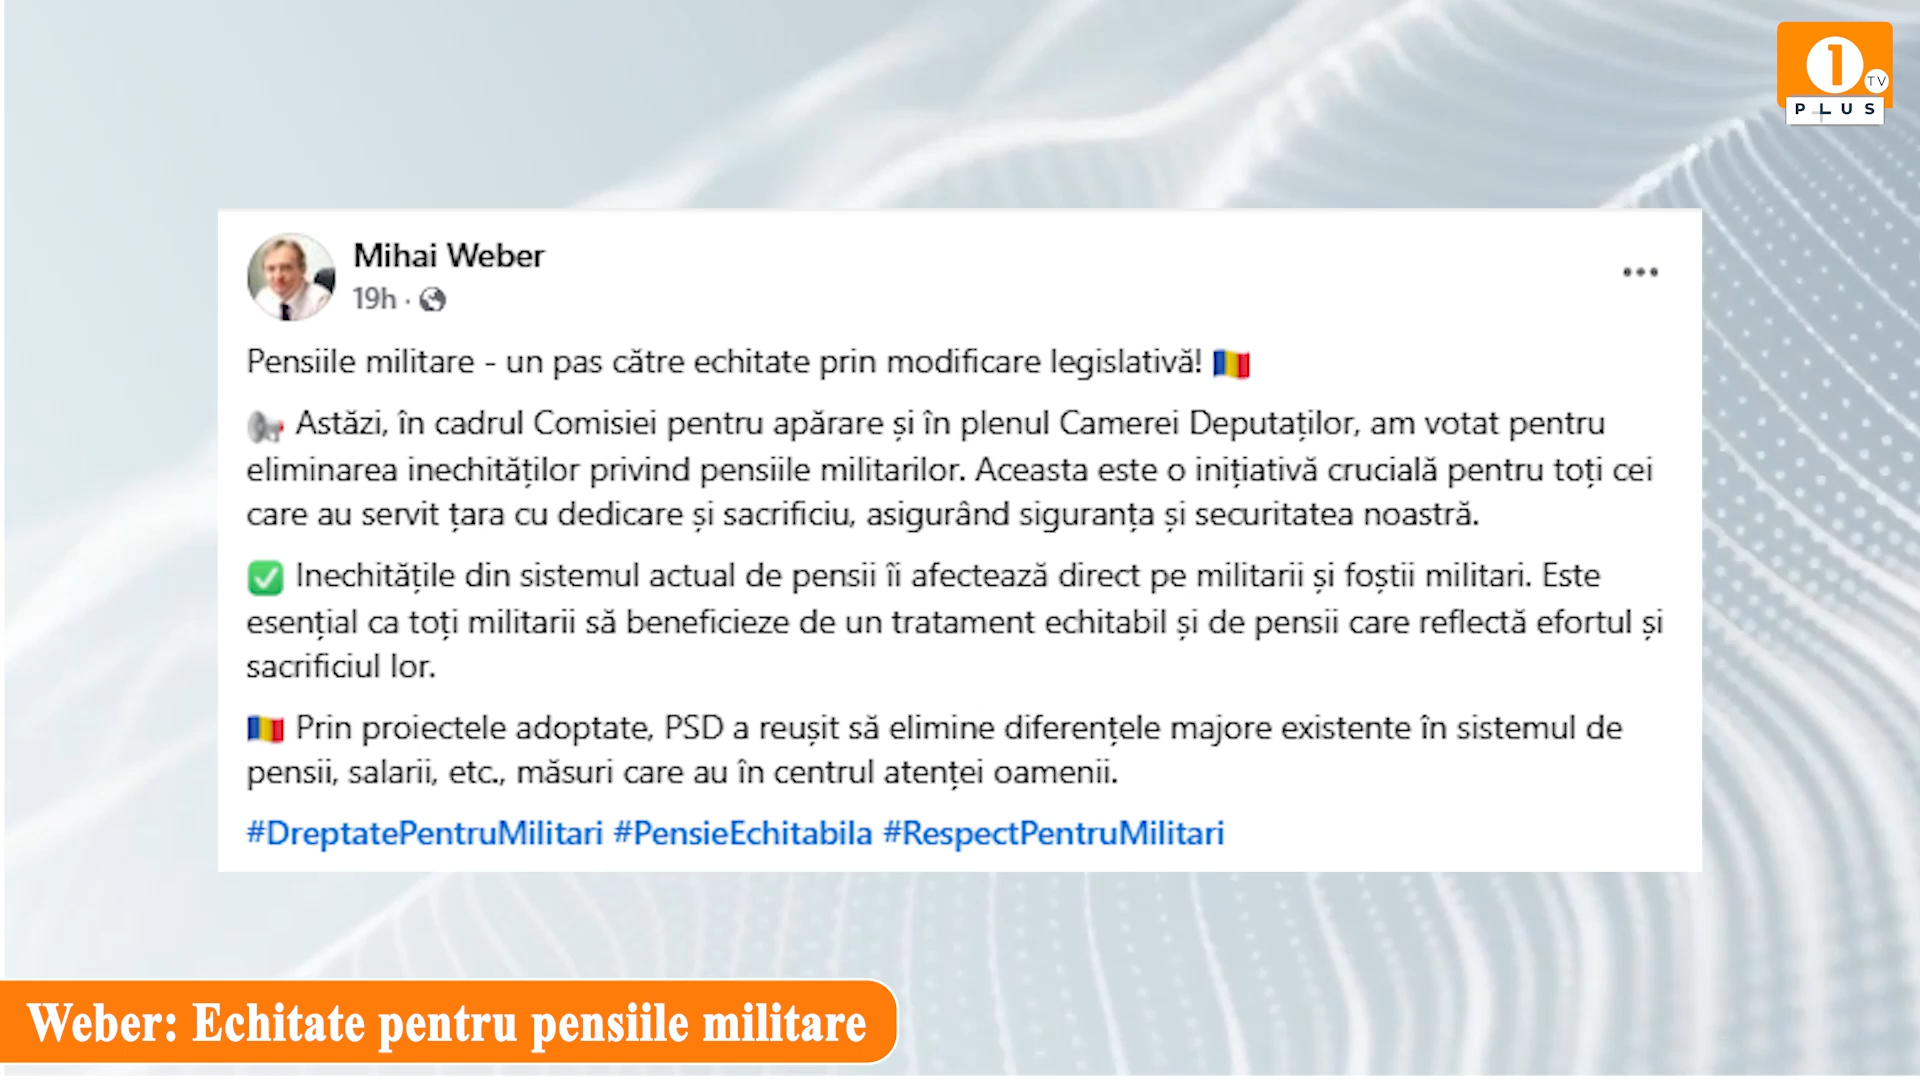 1
TV
PLUS
Mihai Weber
19h ·
Pensiile militare - un pas către echitate prin modificare legislativă! 🇷🇴
📢 Astăzi, în cadrul Comisiei pentru apărare și în plenul Camerei Deputaților, am votat pentru
eliminarea inechităților privind pensiile militarilor. Aceasta este o inițiativă crucială pentru toți cei
care au servit țara cu dedicare și sacrificiu, asigurând siguranța și securitatea noastră.
✅ Inechitățile din sistemul actual de pensii îi afectează direct pe militarii și foștii militari. Este
esențial ca toți militarii să beneficieze de un tratament echitabil și de pensii care reflectă efortul și
sacrificiul lor.
🇷🇴 Prin proiectele adoptate, PSD a reușit să elimine diferențele majore existente în sistemul de
pensii, salarii, etc., măsuri care au în centrul atenței oamenii.
#DreptatePentruMilitari #PensieEchitabila #RespectPentruMilitari
Weber: Echitate pentru pensiile militare